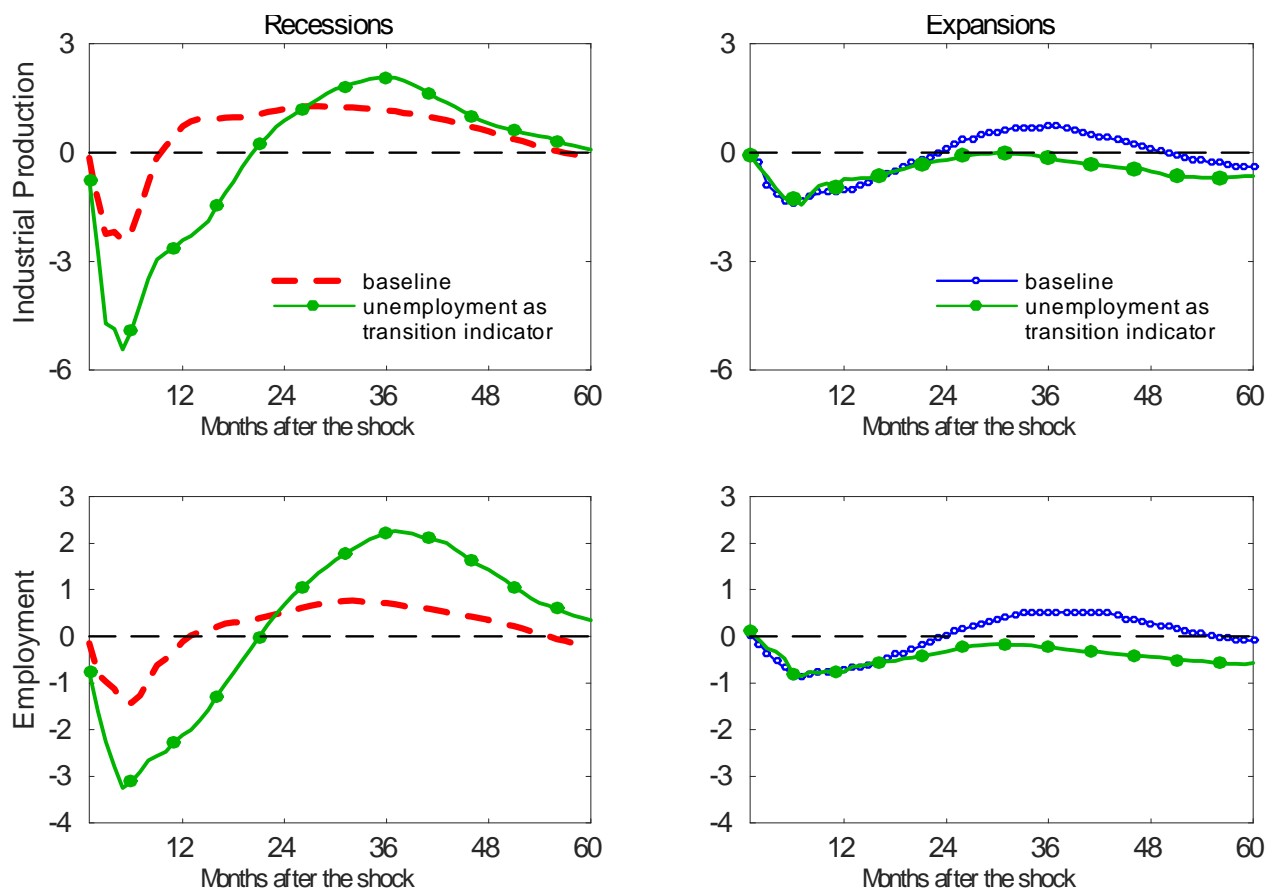 Recessions
Expansions
Industrial Production
3
0
-3
-6
baseline
unemployment as
transition indicator
12 24 36 48 60
Months after the shock
3
0
-3
-6
baseline
unemployment as
transition indicator
12 24 36 48 60
Months after the shock
Employment
3
2
1
0
-1
-2
-3
-4
12 24 36 48 60
Months after the shock
3
2
1
0
-1
-2
-3
-4
12 24 36 48 60
Months after the shock